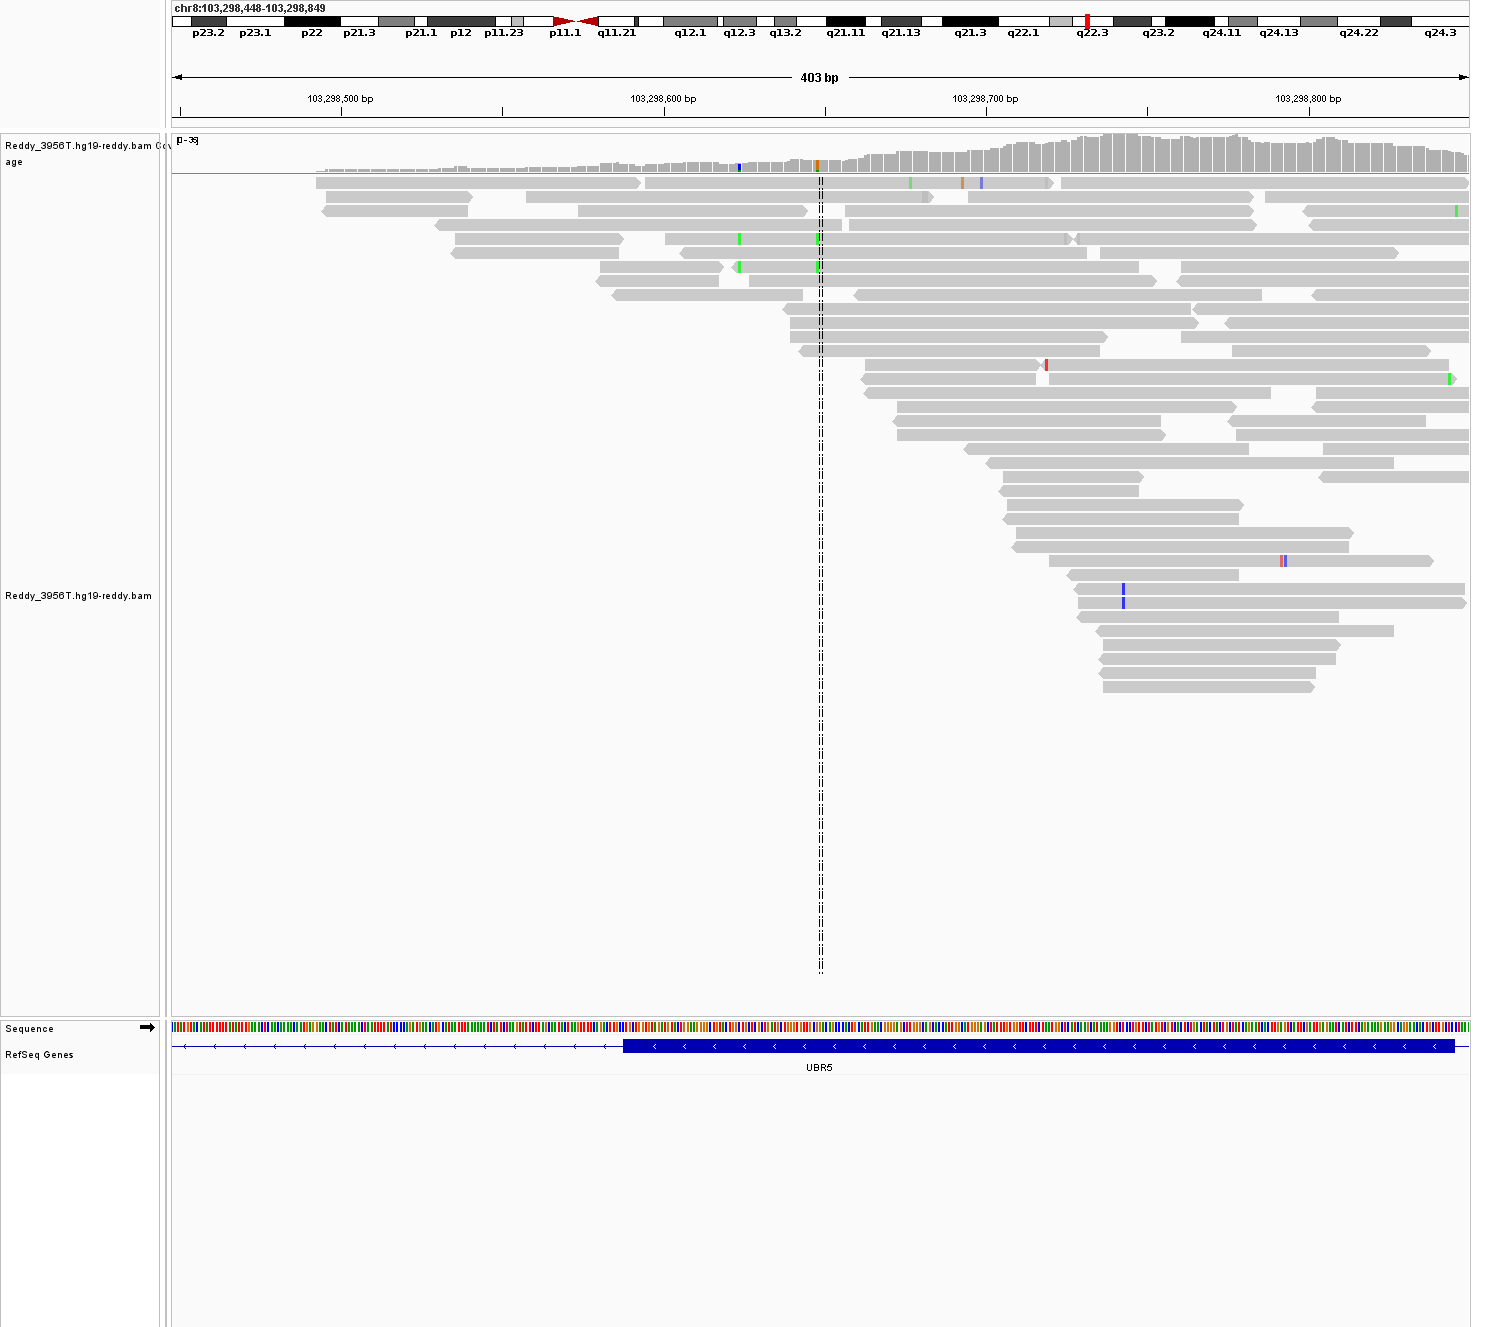 chr8:103,298,448-103,298,849
p23.2 p23.1 p22 p21.3 p21.1 p12 p11.23 p11.1 q11.21 q12.1 q12.3 q13.2 q21.11 q21.13 q21.3 q22.1 q22.3 q23.2 q24.11 q24.13 q24.22 q24.3
403 bp
103,298,500 bp 103,298,600 bp 103,298,700 bp 103,298,800 bp
Reddy_3956T.hg19-reddy.bam
age
Reddy_3956T.hg19-reddy.bam
Sequence
RefSeq Genes
UBR5